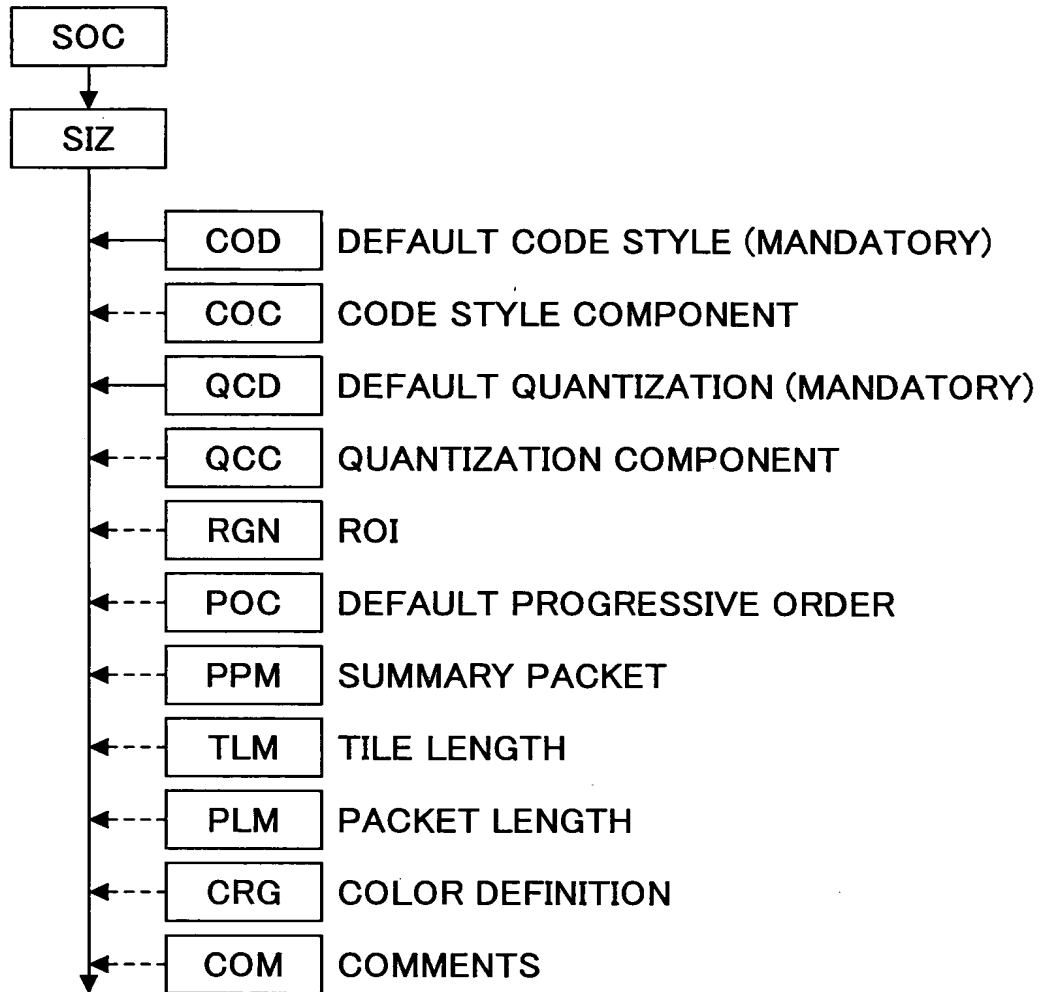 SOC
SIZ
COD DEFAULT CODE STYLE (MANDATORY)
COC CODE STYLE COMPONENT
QCD DEFAULT QUANTIZATION (MANDATORY)
QCC QUANTIZATION COMPONENT
RGN ROI
POC DEFAULT PROGRESSIVE ORDER
PPM SUMMARY PACKET
TLM TILE LENGTH
PLM PACKET LENGTH
CRG COLOR DEFINITION
COM COMMENTS